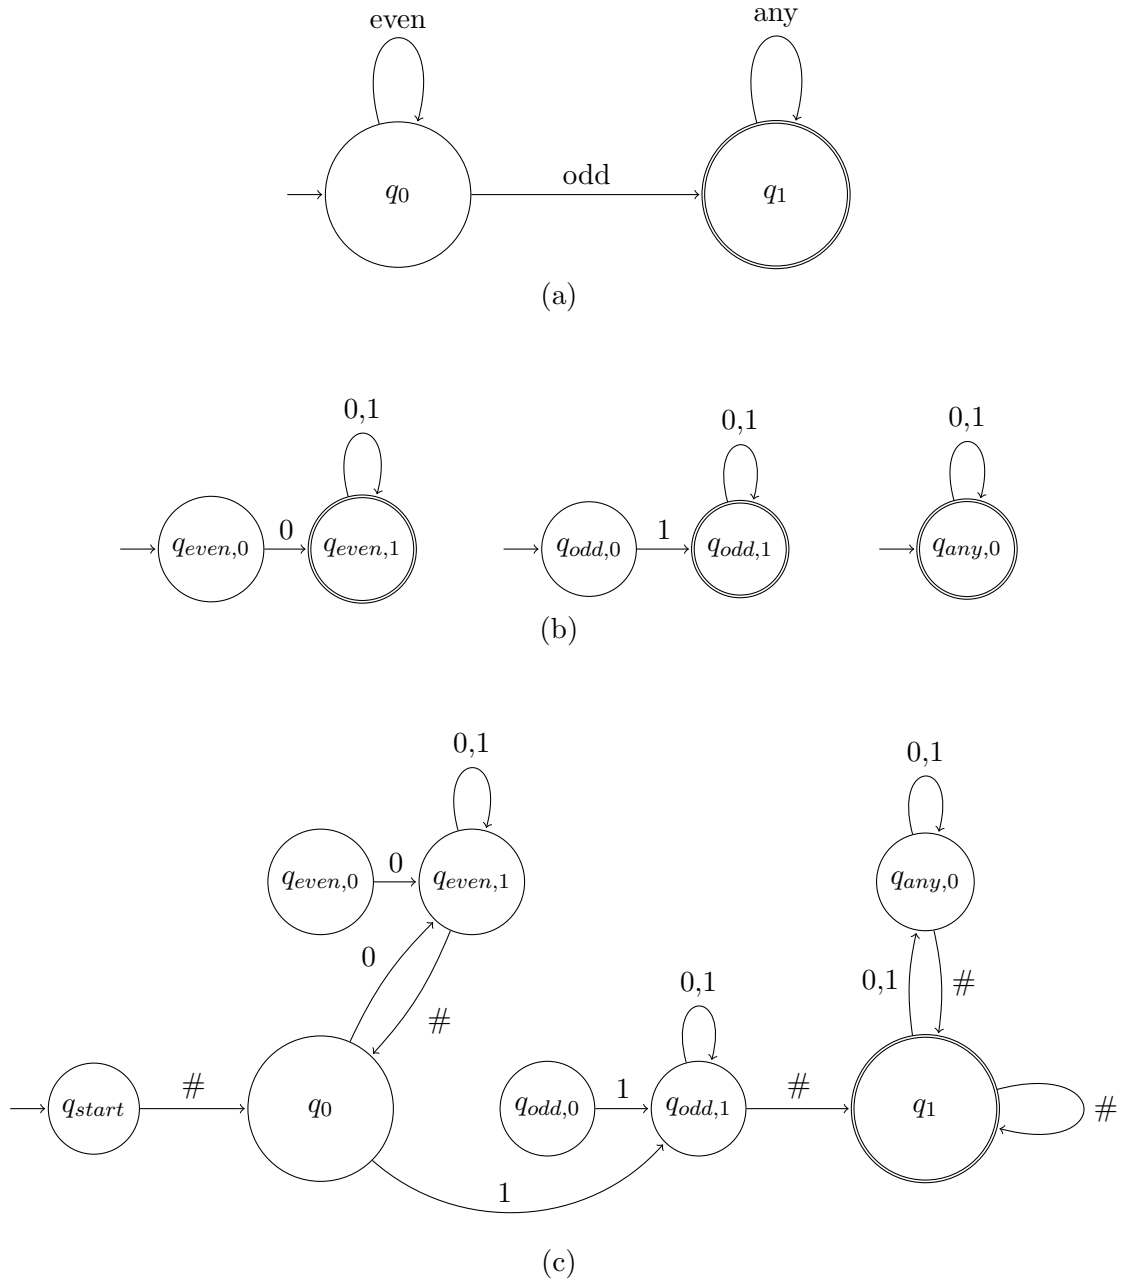 even any
odd
q0 q1
(a)
0,1 0,1 0,1
0 1
qeven,0 qeven,1 qodd,0 qodd,1 qany,0
(b)
0,1 0,1
0
qeven,0 qeven,1 qany,0
0 0,1 0,1 #
#
# 1 # #
qstart q0 qodd,0 qodd,1 q1
1
(c)